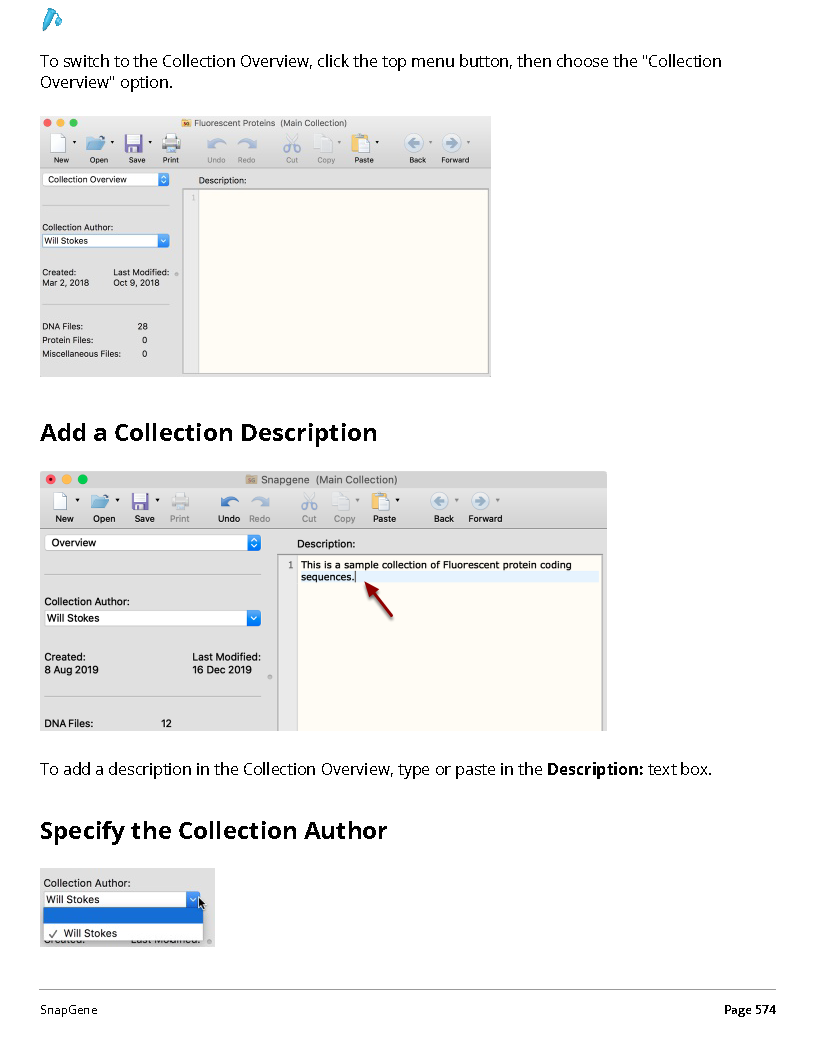 To switch to the Collection Overview, click the top menu button, then choose the "Collection
Overview" option.
Fluorescent Proteins (Main Collection)
New Open Save Print Undo Redo Cut Copy Paste Back Forward
Collection Overview
Description:
1
Collection Author:
Will Stokes
Created: Last Modified:
Mar 2, 2018 Oct 9, 2018
DNA Files: 28
Protein Files: 0
Miscellaneous Files: 0
Add a Collection Description
Snapgene (Main Collection)
New Open Save Print Undo Redo Cut Copy Paste Back Forward
Overview
Description:
1 This is a sample collection of Fluorescent protein coding
sequences.
Collection Author:
Will Stokes
Created: Last Modified:
8 Aug 2019 16 Dec 2019
DNA Files: 12
To add a description in the Collection Overview, type or paste in the Description: text box.
Specify the Collection Author
Collection Author:
Will Stokes
✓ Will Stokes
Created: Last Modified:
SnapGene Page 574